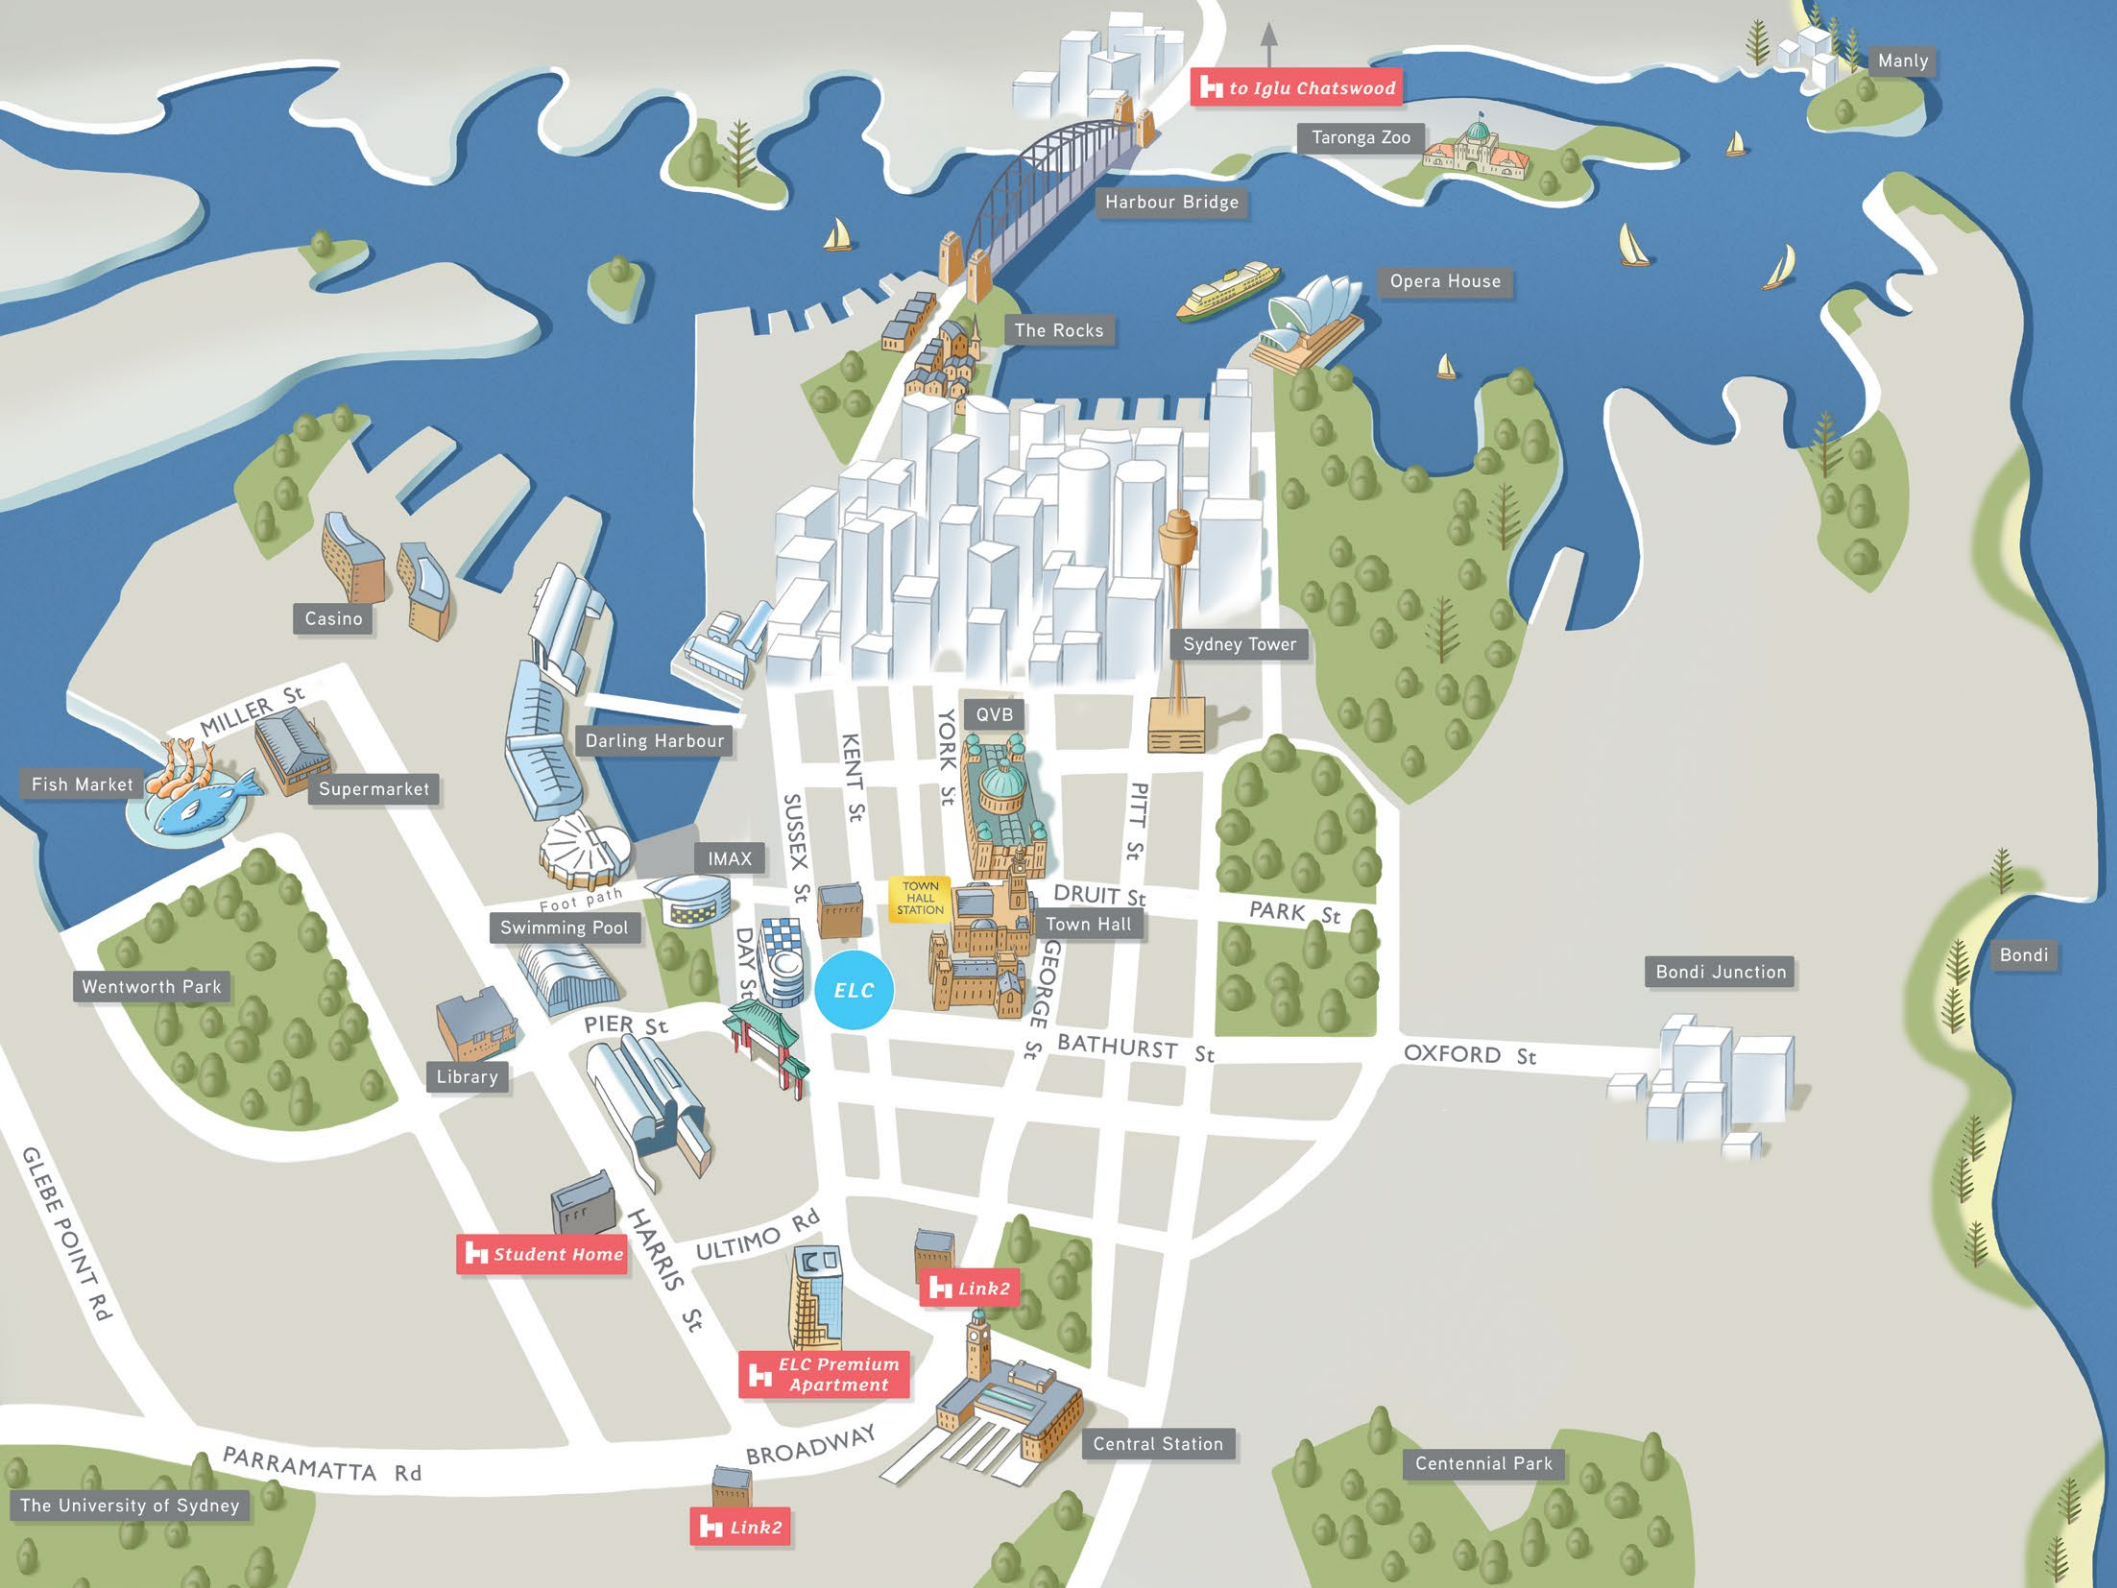 Manly
to Iglu Chatswood
Taronga Zoo
Harbour Bridge
Opera House
The Rocks
Casino
Sydney Tower
MILLER St
QVB
Darling Harbour
YORK St
KENT St
Fish Market
Supermarket
PITT St
SUSSEX St
IMAX
Foot path
TOWN
HALL
STATION
DRUIT St
PARK St
Swimming Pool
Town Hall
DAY St
GEORGE St
Bondi
Bondi Junction
Wentworth Park
ELC
PIER St
BATHURST St
OXFORD St
Library
GLEBE POINT Rd
HARRIS St
ULTIMO Rd
Student Home
Link2
ELC Premium
Apartment
BROADWAY
Central Station
PARRAMATTA Rd
Centennial Park
The University of Sydney
Link2